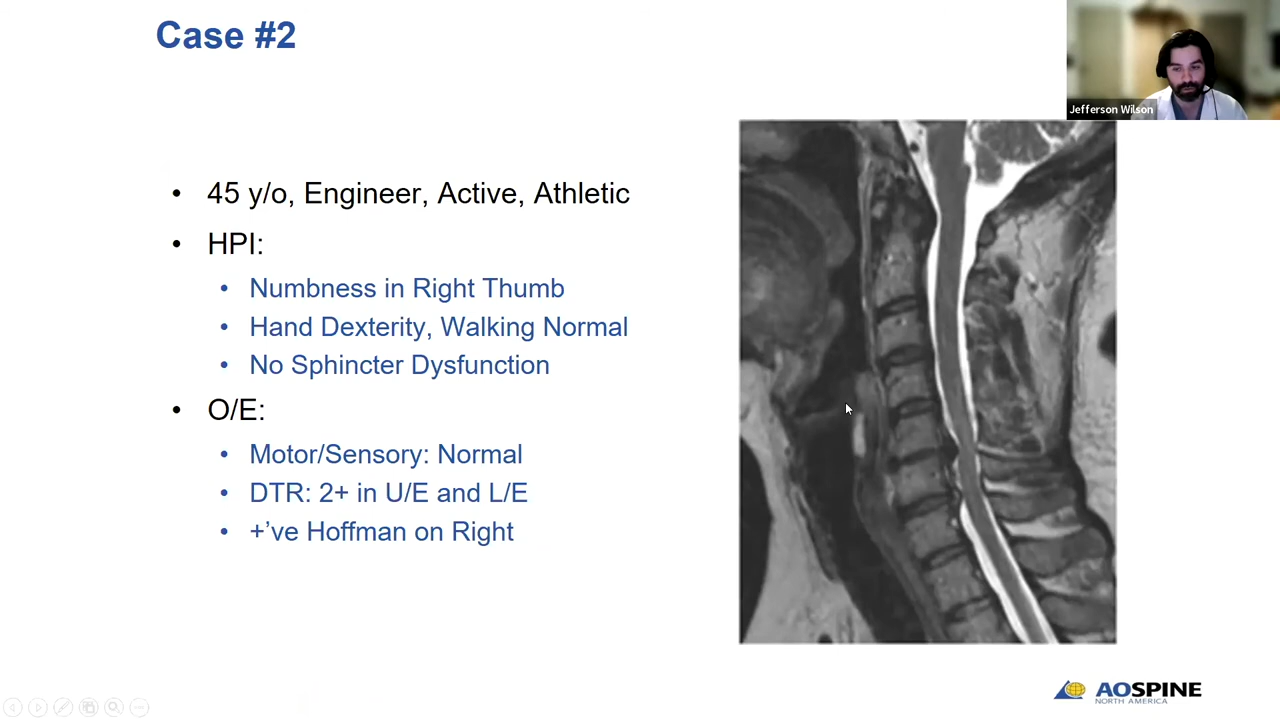 Case #2
Jefferson Wilson
• 45 y/o, Engineer, Active, Athletic
• HPI:
• Numbness in Right Thumb
• Hand Dexterity, Walking Normal
• No Sphincter Dysfunction
• O/E:
• Motor/Sensory: Normal
• DTR: 2+ in U/E and L/E
• +’ve Hoffman on Right
AOSPINE
NORTH AMERICA